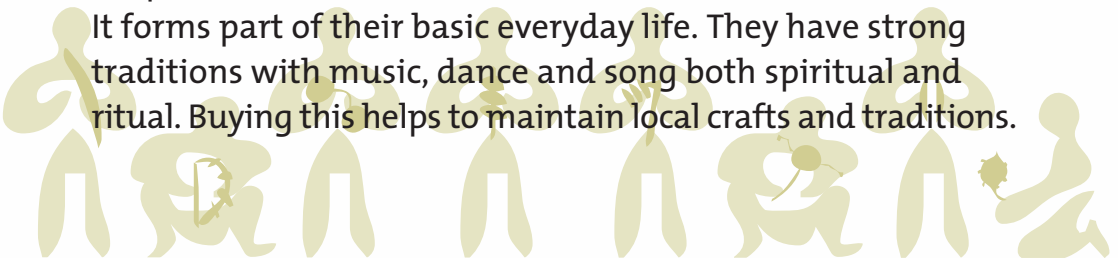 It forms part of their basic everyday life. They have strong
traditions with music, dance and song both spiritual and
ritual. Buying this helps to maintain local crafts and traditions.